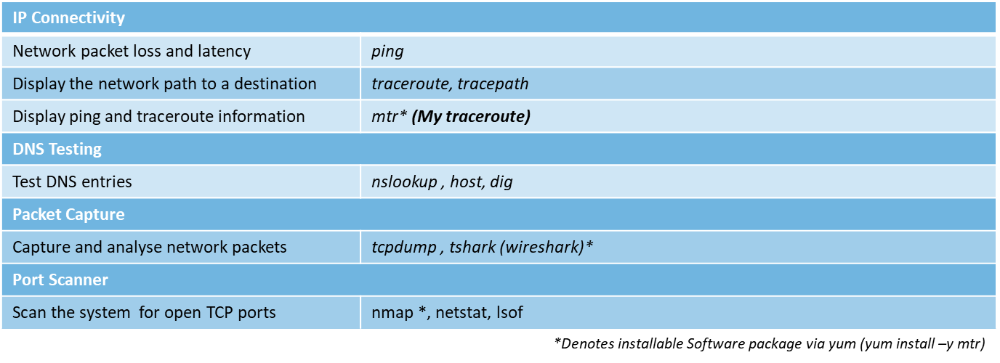 IP Connectivity
Network packet loss and latency ping
Display the network path to a destination traceroute, tracepath
Display ping and traceroute information mtr* (My traceroute)
DNS Testing
Test DNS entries nslookup , host, dig
Packet Capture
Capture and analyse network packets tcpdump , tshark (wireshark)*
Port Scanner
Scan the system  for open TCP ports nmap *, netstat, lsof
*Denotes installable Software package via yum (yum install –y mtr)